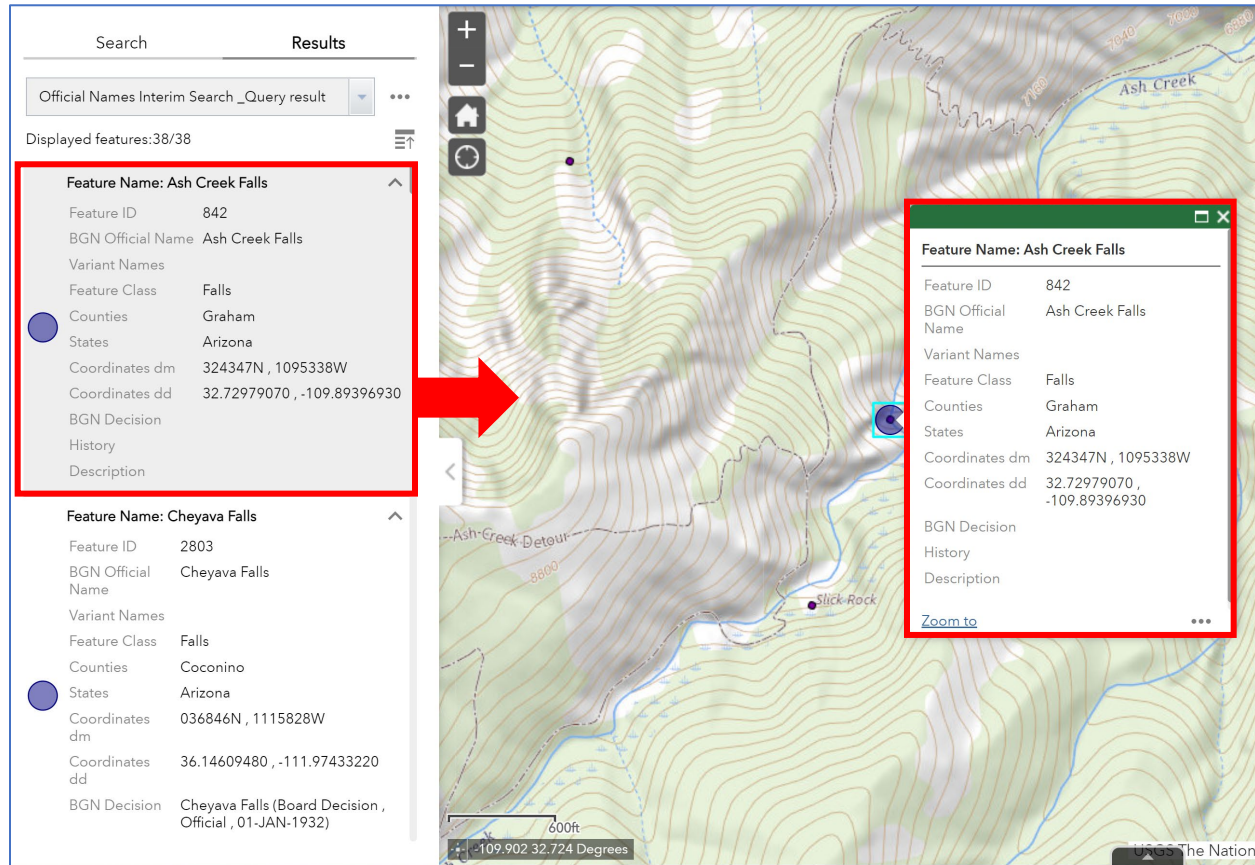 Search Results
Official Names Interim Search _Query result
Displayed features:38/38
Feature Name: Ash Creek Falls
Feature ID 842
BGN Official Name Ash Creek Falls
Variant Names
Feature Class Falls
Counties Graham
States Arizona
Coordinates dm 324347N , 1095338W
Coordinates dd 32.72979070 , -109.89396930
BGN Decision
History
Description
Feature Name: Cheyava Falls
Feature ID 2803
BGN Official Cheyava Falls
Name
Variant Names
Feature Class Falls
Counties Coconino
States Arizona
Coordinates 036846N , 1115828W
dm
Coordinates 36.14609480 , -111.97433220
dd
BGN Decision Cheyava Falls (Board Decision ,
Official , 01-JAN-1932)
+
−
7040
7160
6880
Ash Creek
Ash Creek Detour
8800
Slick Rock
Feature Name: Ash Creek Falls
Feature ID 842
BGN Official Ash Creek Falls
Name
Variant Names
Feature Class Falls
Counties Graham
States Arizona
Coordinates dm 324347N , 1095338W
Coordinates dd 32.72979070 ,
-109.89396930
BGN Decision
History
Description
Zoom to
600ft
-109.902 32.724 Degrees
USGS The Nation